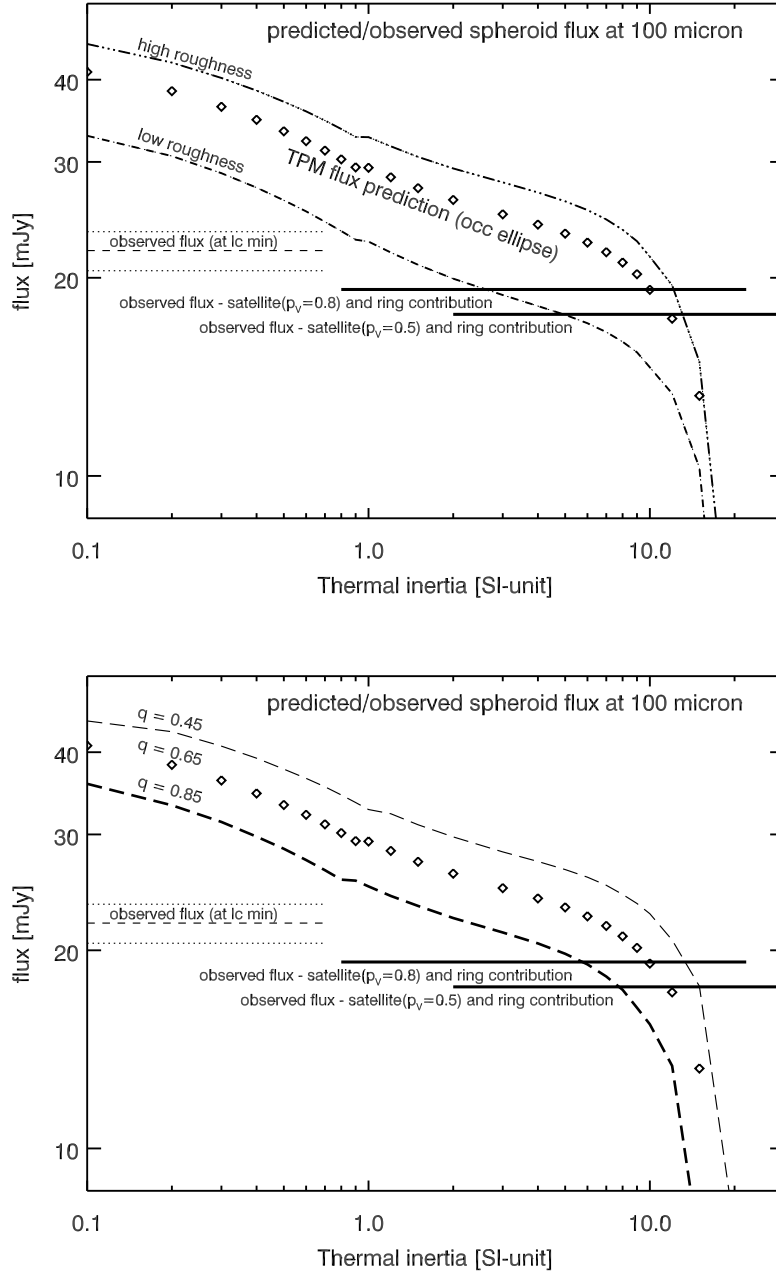 predicted/observed spheroid flux at 100 micron
high roughness
low roughness
TPM flux prediction (occ ellipse)
observed flux (at lc min)
observed flux - satellite(pV=0.8) and ring contribution
observed flux - satellite(pV=0.5) and ring contribution
flux [mJy]
40
30
20
10
0.1 1.0 10.0
Thermal inertia [SI-unit]
predicted/observed spheroid flux at 100 micron
q = 0.45
q = 0.65
q = 0.85
observed flux (at lc min)
observed flux - satellite(pV=0.8) and ring contribution
observed flux - satellite(pV=0.5) and ring contribution
flux [mJy]
40
30
20
10
0.1 1.0 10.0
Thermal inertia [SI-unit]